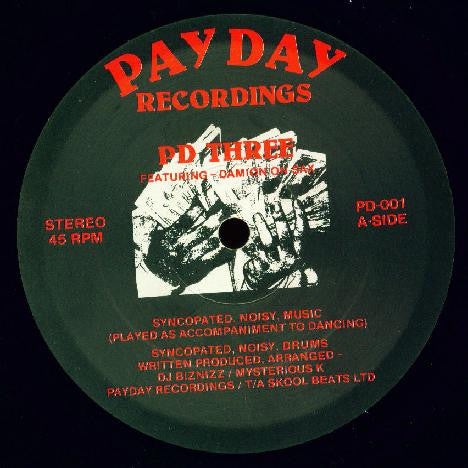 PAY DAY
RECORDINGS
PD THREE
FEATURING - DAMION ON SAX
STEREO
45 RPM
PD-001
A-SIDE
SYNCOPATED, NOISY, MUSIC
(PLAYED AS ACCOMPANIMENT TO DANCING)
SYNCOPATED, NOISY, DRUMS
WRITTEN PRODUCED, ARRANGED -
DJ BIZNIZZ / MYSTERIOUS K
PAYDAY RECORDINGS / T/A SKOOL BEATS LTD